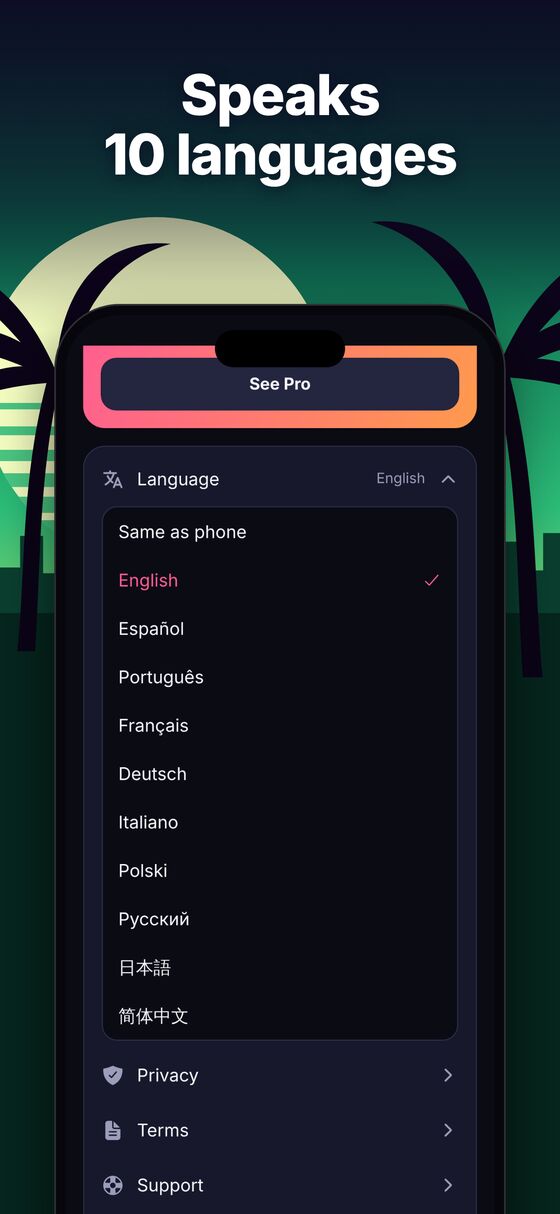 Speaks
10 languages
See Pro
Language English
Same as phone
English
Español
Português
Français
Deutsch
Italiano
Polski
Русский
日本語
简体中文
Privacy
Terms
Support